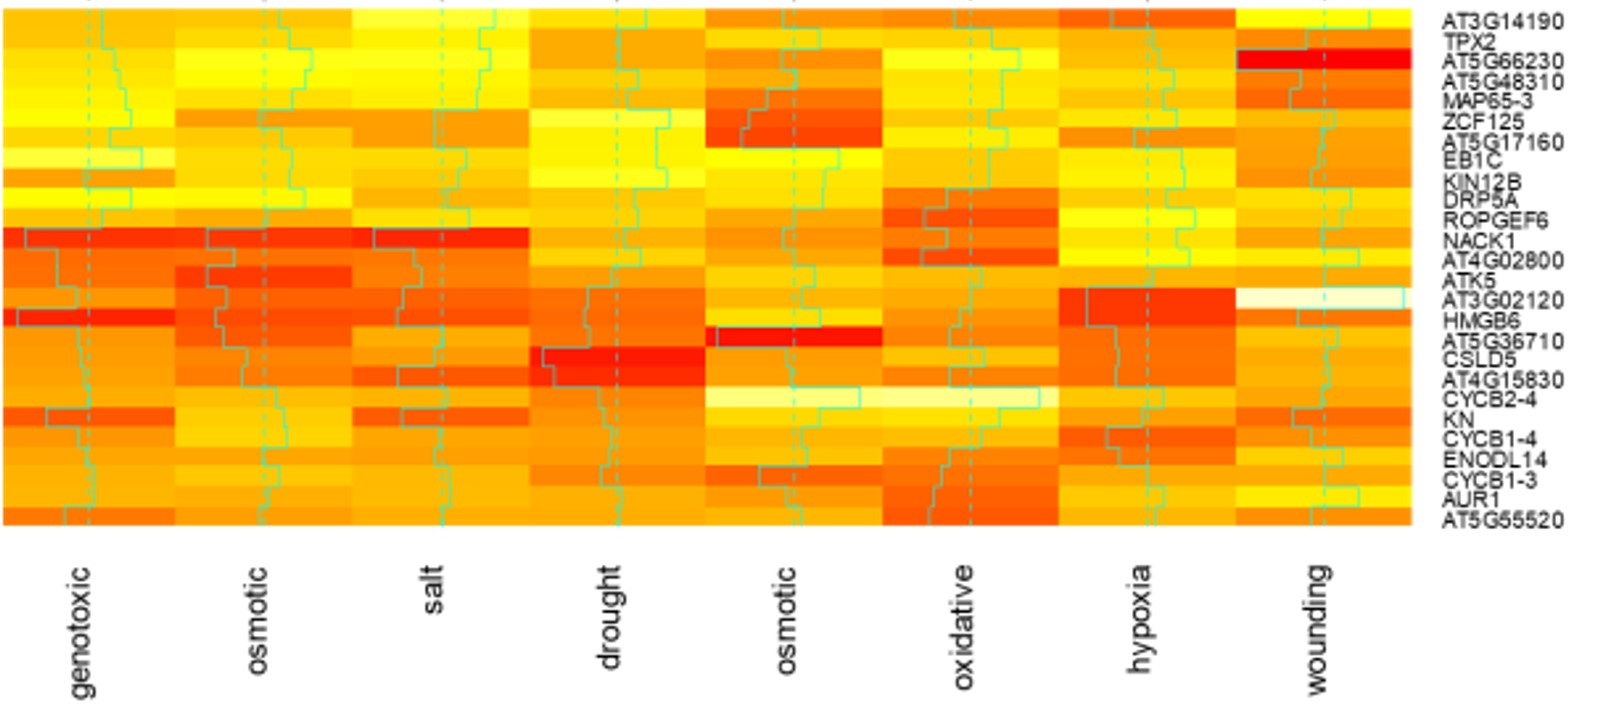 AT3G14190
TPX2
AT5G66230
AT5G48310
MAP65-3
ZCF125
AT5G17160
EB1C
KIN12B
DRP5A
ROPGEF6
NACK1
AT4G02800
ATK5
AT3G02120
HMGB6
AT5G36710
CSLD5
AT4G15830
CYCB2-4
KN
CYCB1-4
ENODL14
CYCB1-3
AUR1
AT5G55520
genotoxic
osmotic
salt
drought
osmotic
oxidative
hypoxia
wounding